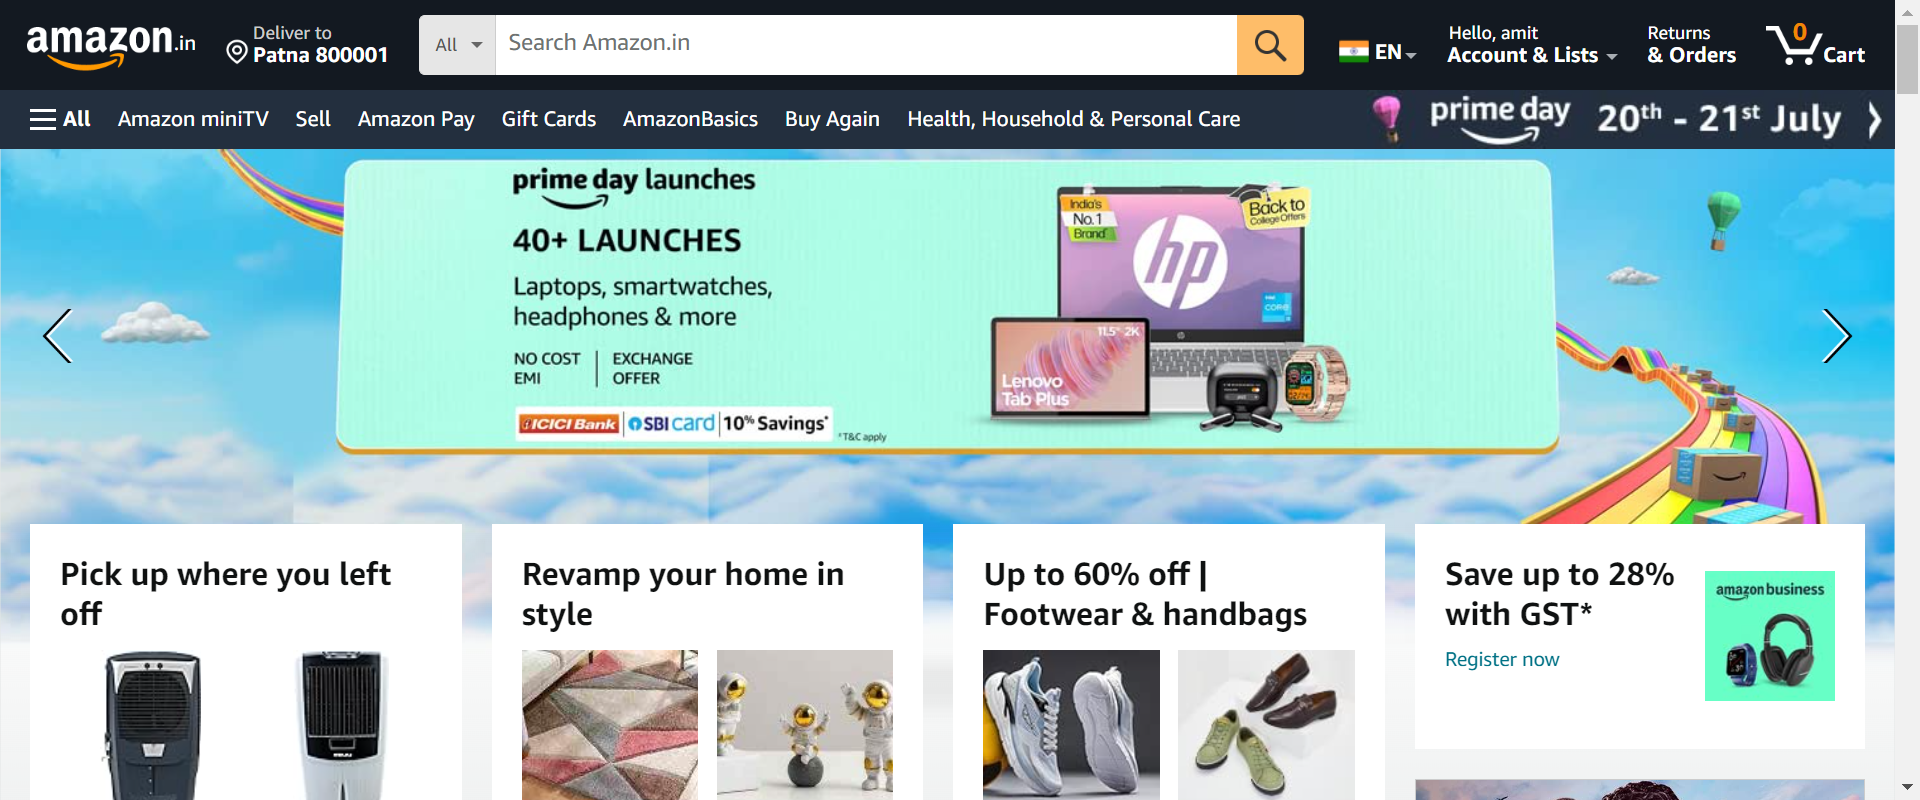 amazon.in
Deliver to
Patna 800001
All
Search Amazon.in
EN
Hello, amit
Account & Lists
Returns
& Orders
0
Cart
All
Amazon miniTV
Sell
Amazon Pay
Gift Cards
AmazonBasics
Buy Again
Health, Household & Personal Care
prime day
20th - 21st July
prime day launches
40+ LAUNCHES
Laptops, smartwatches,
headphones & more
NO COST
EMI
EXCHANGE
OFFER
ICICI Bank
SBI card
10% Savings*
*T&C apply
India's
No.1
Brand
hp
Back to
College Offers
intel
CORE
11.5" 2K
Lenovo
Tab Plus
hp
Pick up where you left
off
Revamp your home in
style
Up to 60% off |
Footwear & handbags
Save up to 28%
with GST*
Register now
amazon business